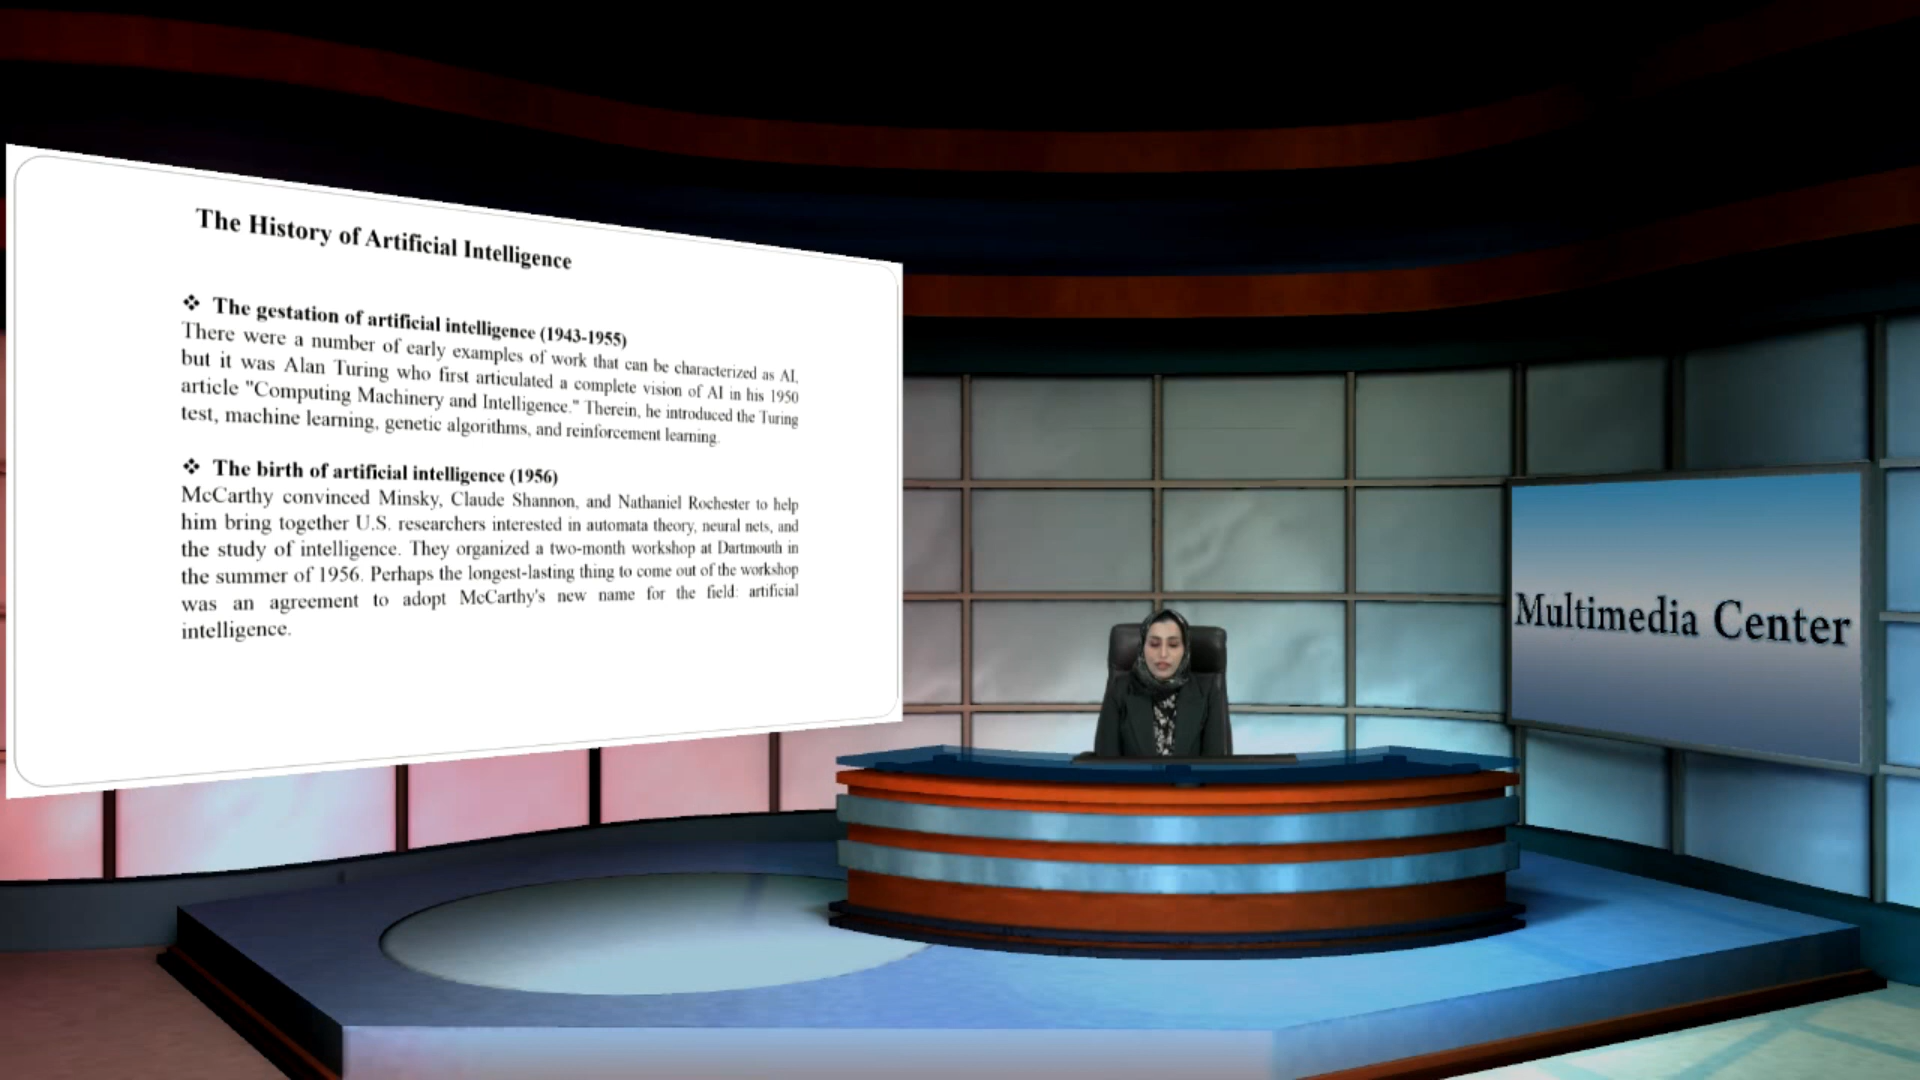 The History of Artificial Intelligence
❖ The gestation of artificial intelligence (1943-1955)
There were a number of early examples of work that can be characterized as AI,
but it was Alan Turing who first articulated a complete vision of AI in his 1950
article "Computing Machinery and Intelligence." Therein, he introduced the Turing
test, machine learning, genetic algorithms, and reinforcement learning.
❖ The birth of artificial intelligence (1956)
McCarthy convinced Minsky, Claude Shannon, and Nathaniel Rochester to help
him bring together U.S. researchers interested in automata theory, neural nets, and
the study of intelligence. They organized a two-month workshop at Dartmouth in
the summer of 1956. Perhaps the longest-lasting thing to come out of the workshop
was an agreement to adopt McCarthy's new name for the field: artificial
intelligence.
Multimedia Center